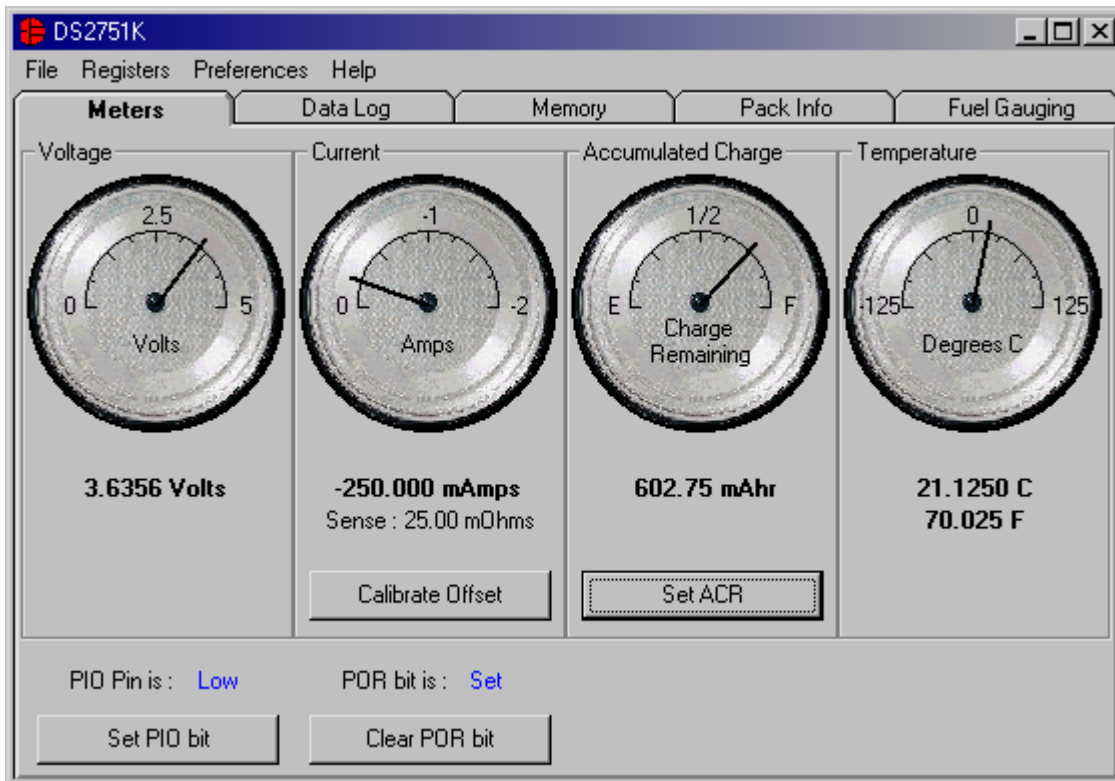 DS2751K
File Registers Preferences Help
Meters Data Log Memory Pack Info Fuel Gauging
Voltage
2.5
0 5
Volts
3.6356 Volts
Current
-1
0 -2
Amps
-250.000 mAmps
Sense : 25.00 mOhms
Calibrate Offset
Accumulated Charge
1/2
E F
Charge
Remaining
602.75 mAhr
Set ACR
Temperature
0
-125 125
Degrees C
21.1250 C
70.025 F
PIO Pin is : Low
Set PIO bit
POR bit is : Set
Clear POR bit